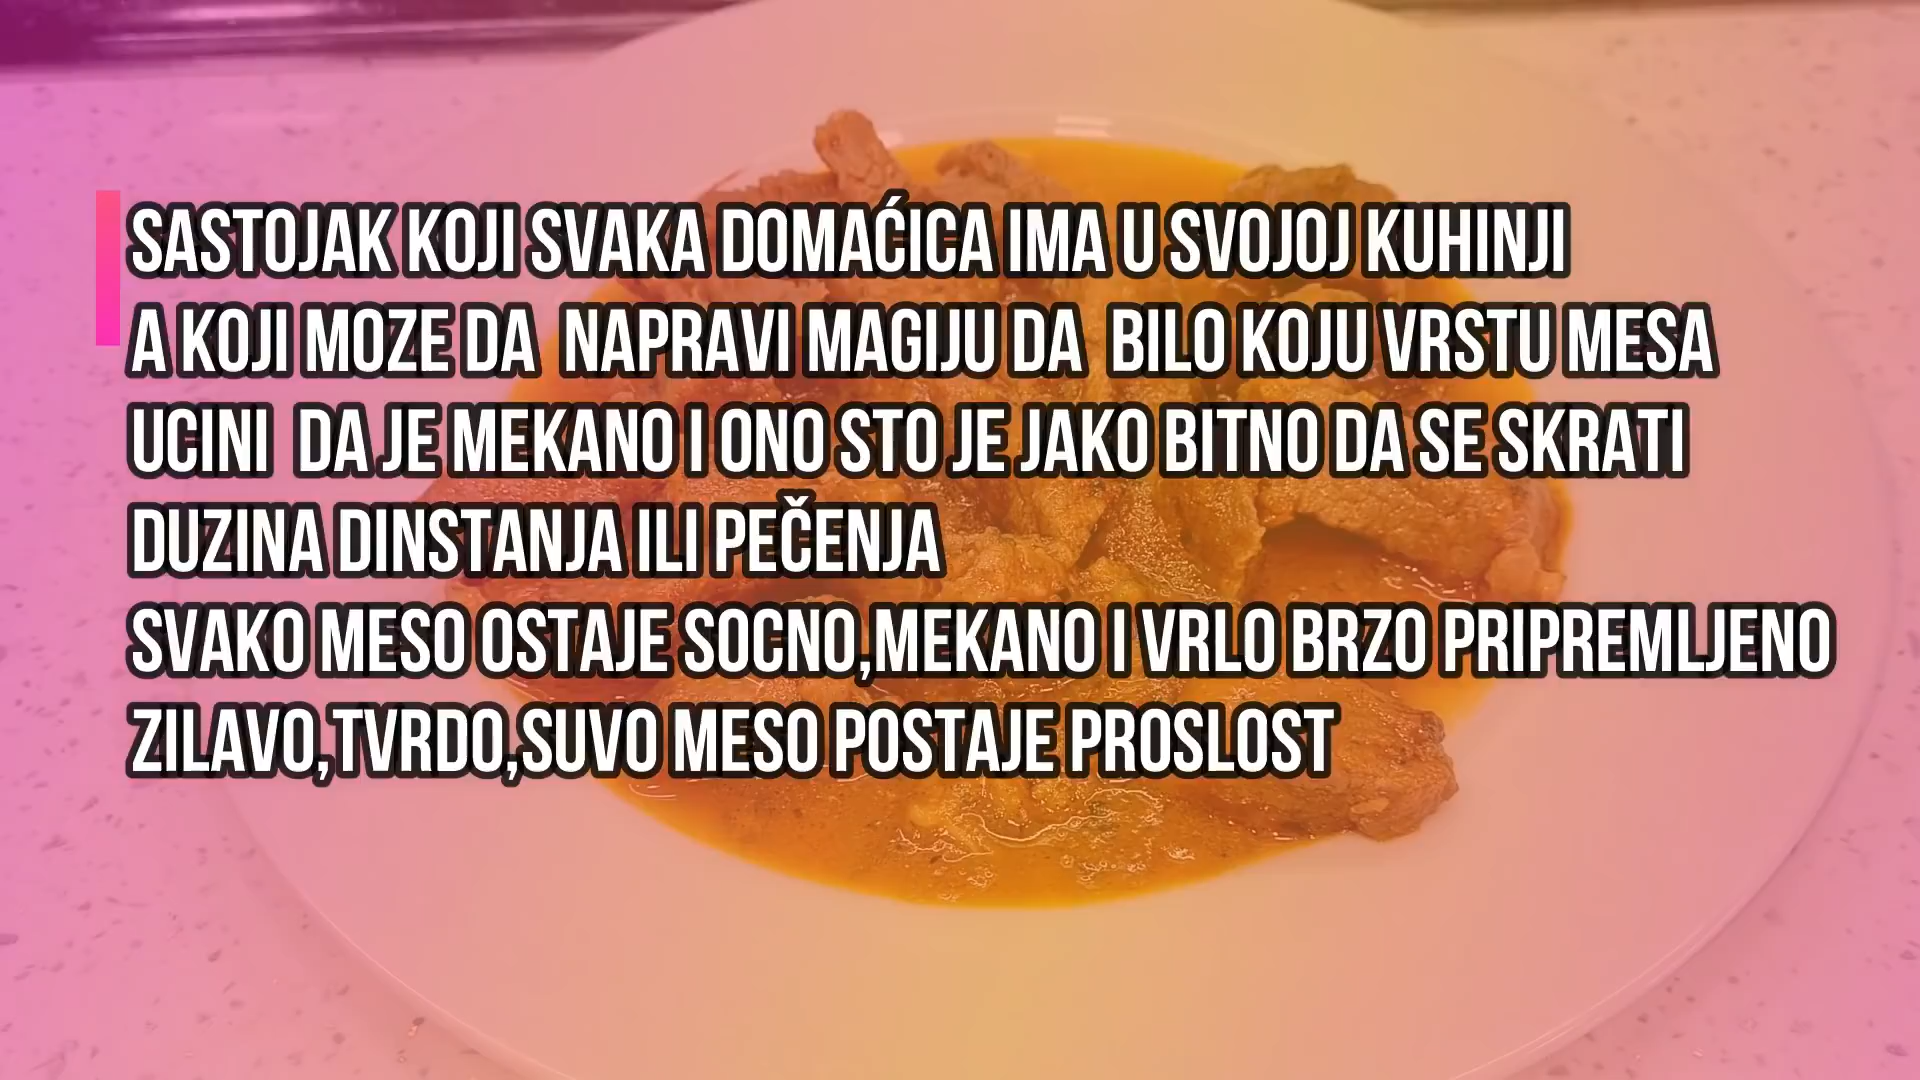 SASTOJAK KOJI SVAKA DOMAĆICA IMA U SVOJOJ KUHINJI
A KOJI MOZE DA NAPRAVI MAGIJU DA BILO KOJU VRSTU MESA
UCINI DA JE MEKANO I ONO STO JE JAKO BITNO DA SE SKRATI
DUZINA DINSTANJA ILI PEČENJA
SVAKO MESO OSTAJE SOCNO,MEKANO I VRLO BRZO PRIPREMLJENO
ZILAVO,TVRDO,SUVO MESO POSTAJE PROSLOST